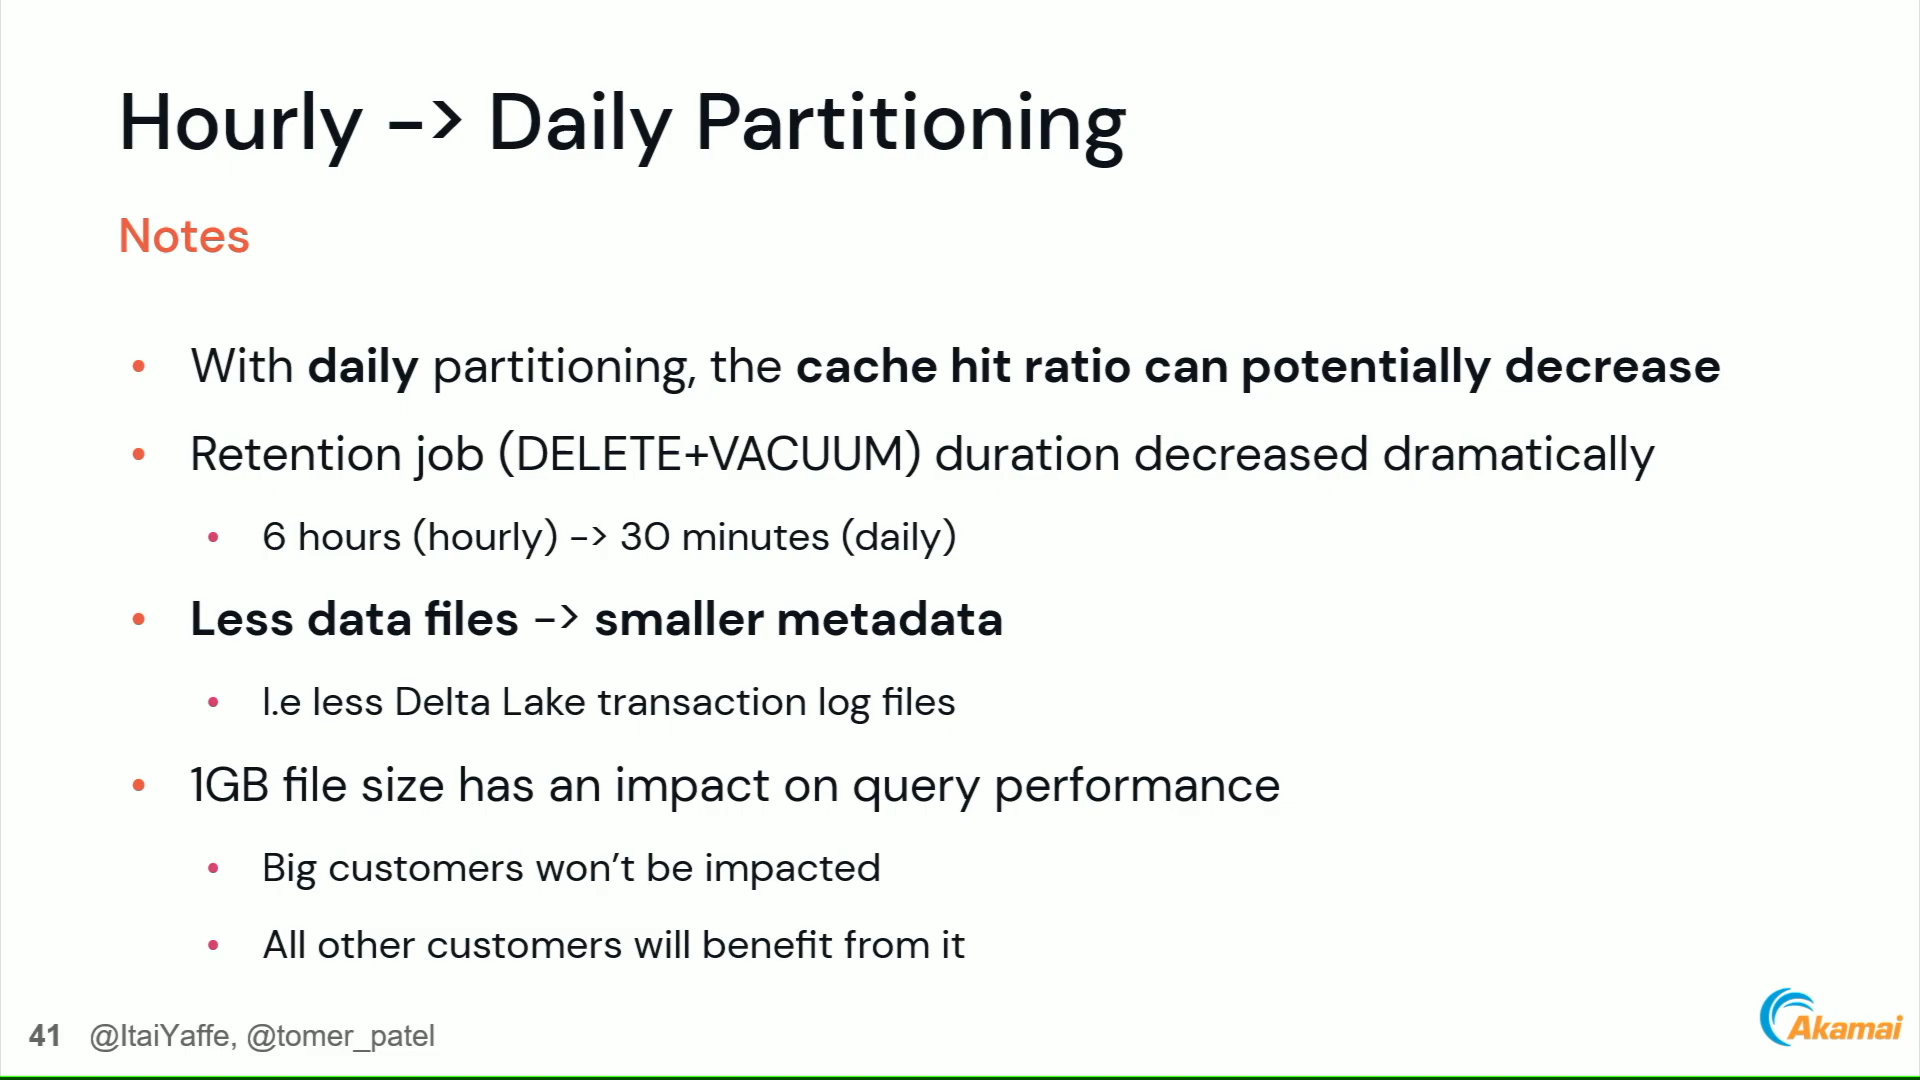 Hourly -> Daily Partitioning
Notes
• With daily partitioning, the cache hit ratio can potentially decrease
• Retention job (DELETE+VACUUM) duration decreased dramatically
• 6 hours (hourly) -> 30 minutes (daily)
• Less data files -> smaller metadata
• I.e less Delta Lake transaction log files
• 1GB file size has an impact on query performance
• Big customers won’t be impacted
• All other customers will benefit from it
41 @ItaiYaffe, @tomer_patel
Akamai